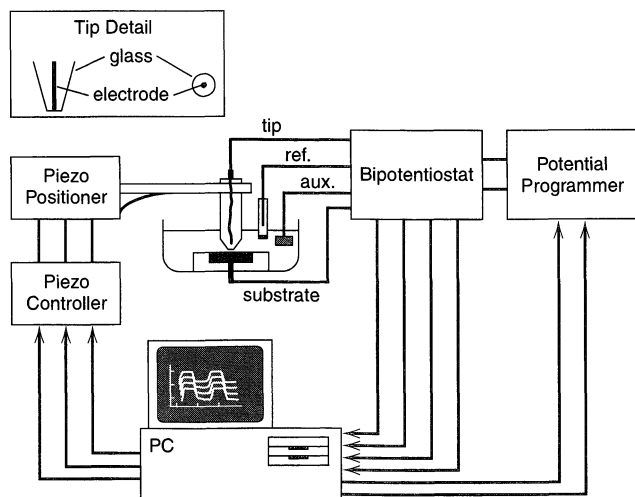 Tip Detail
glass
electrode
tip
ref.
aux.
substrate
Piezo
Positioner
Piezo
Controller
Bipotentiostat
Potential
Programmer
PC